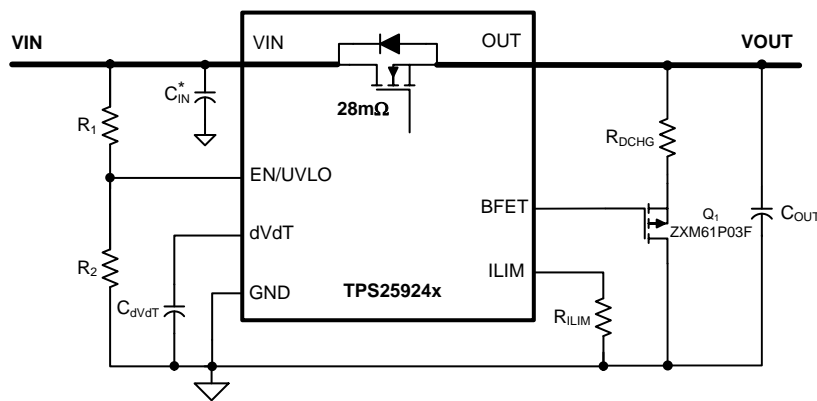 VIN
VIN
OUT
VOUT
C*IN
28mΩ
R1
RDCHG
EN/UVLO
BFET
Q1
ZXM61P03F
COUT
dVdT
R2
ILIM
GND
TPS25924x
CdVdT
RILIM